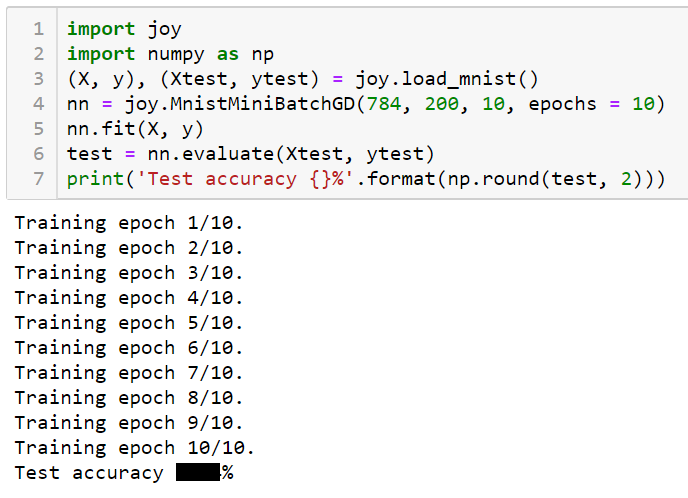 1 import joy
2 import numpy as np
3 (X, y), (Xtest, ytest) = joy.load_mnist()
4 nn = joy.MnistMiniBatchGD(784, 200, 10, epochs = 10)
5 nn.fit(X, y)
6 test = nn.evaluate(Xtest, ytest)
7 print('Test accuracy {}%'.format(np.round(test, 2)))
Training epoch 1/10.
Training epoch 2/10.
Training epoch 3/10.
Training epoch 4/10.
Training epoch 5/10.
Training epoch 6/10.
Training epoch 7/10.
Training epoch 8/10.
Training epoch 9/10.
Training epoch 10/10.
Test accuracy %